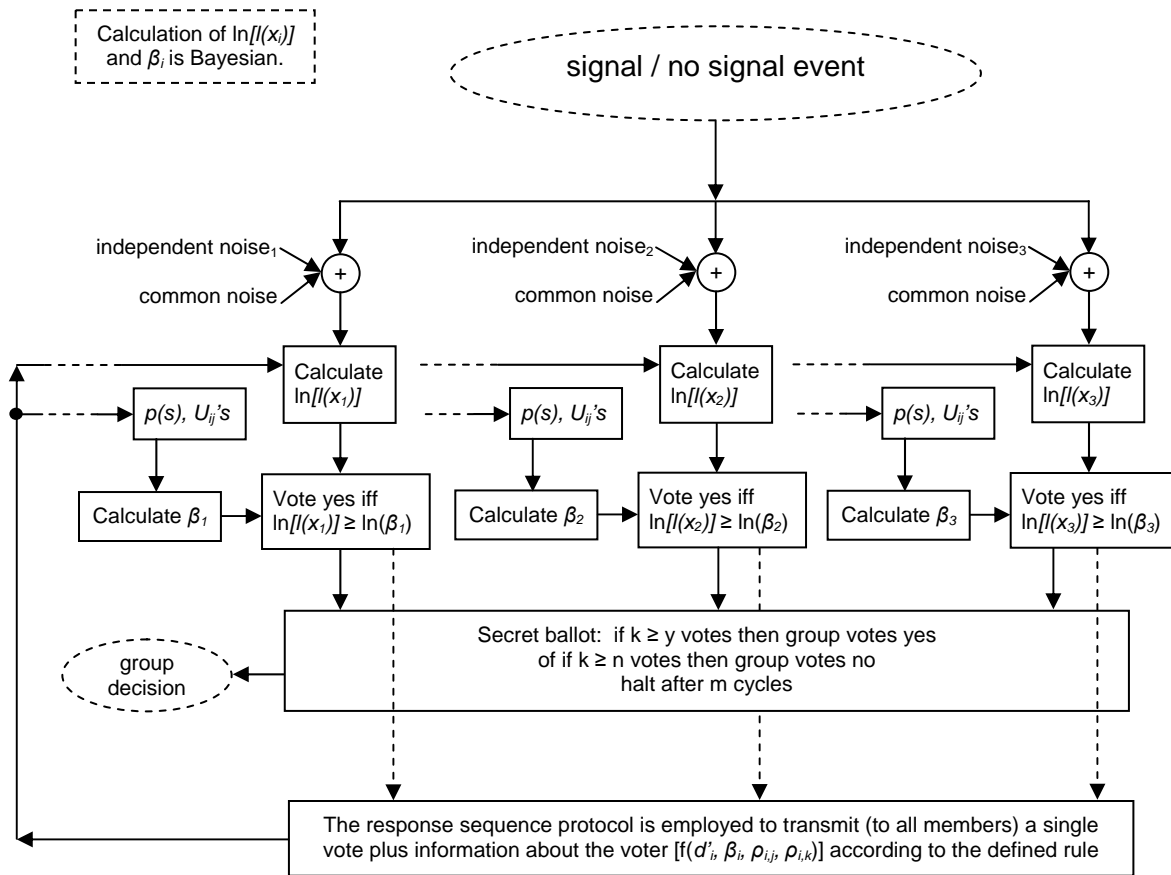 Calculation of ln[l(xᵢ)]
and βᵢ is Bayesian.
signal / no signal event
independent noise₁
common noise
+
independent noise₂
common noise
+
independent noise₃
common noise
+
Calculate
ln[l(x₁)]
Calculate
ln[l(x₂)]
Calculate
ln[l(x₃)]
p(s), Uᵢⱼ's
p(s), Uᵢⱼ's
p(s), Uᵢⱼ's
Calculate β₁
Vote yes iff
ln[l(x₁)] ≥ ln(β₁)
Calculate β₂
Vote yes iff
ln[l(x₂)] ≥ ln(β₂)
Calculate β₃
Vote yes iff
ln[l(x₃)] ≥ ln(β₃)
Secret ballot: if k ≥ y votes then group votes yes
of if k ≥ n votes then group votes no
halt after m cycles
group
decision
The response sequence protocol is employed to transmit (to all members) a single
vote plus information about the voter [f(d'ᵢ, βᵢ, ρᵢ,ⱼ, ρᵢ,ₖ)] according to the defined rule